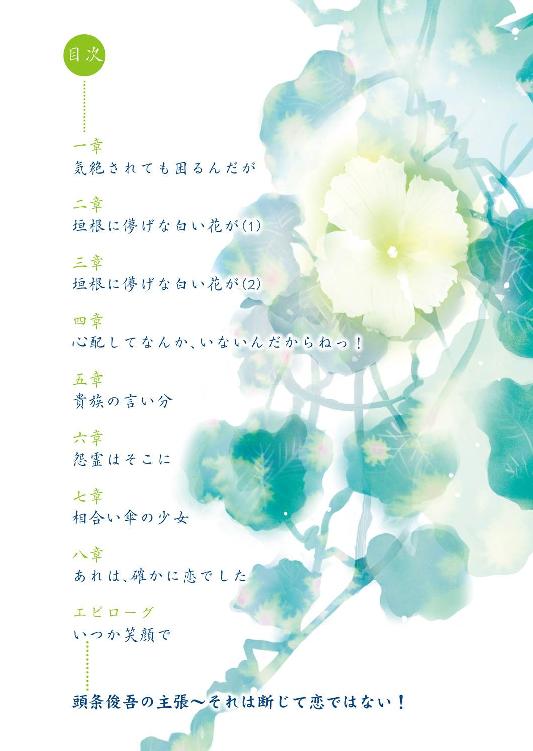 目次
一章
気絶されても困るんだが
二章
垣根に儚げな白い花が(1)
三章
垣根に儚げな白い花が(2)
四章
心配してなんか、いないんだからねっ！
五章
貴族の言い分
六章
怨霊はそこに
七章
相合い傘の少女
八章
あれは、確かに恋でした
エピローグ
いつか笑顔で
頭条俊吾の主張～それは断じて恋ではない！